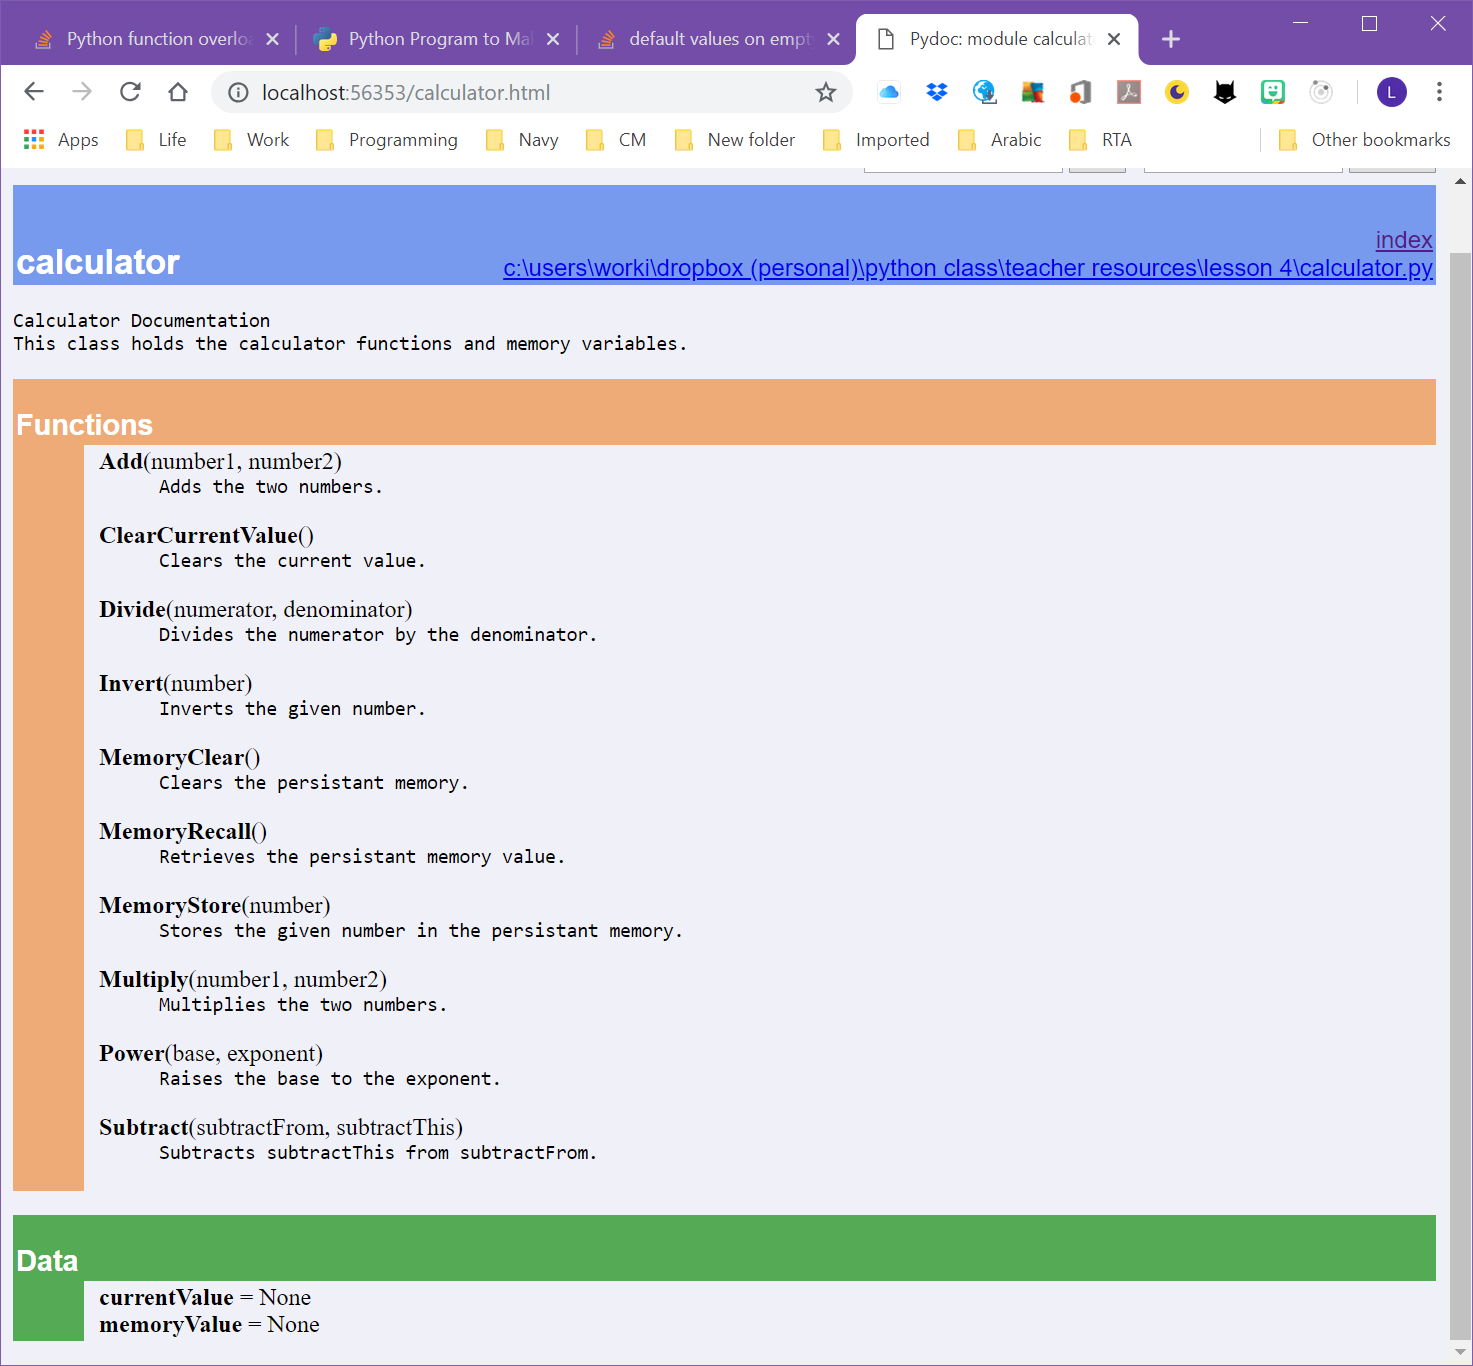 Python function overlo
Python Program to Mal
default values on empt
Pydoc: module calculat
localhost:56353/calculator.html
L
Apps
Life
Work
Programming
Navy
CM
New folder
Imported
Arabic
RTA
Other bookmarks
index
calculator
c:\users\worki\dropbox (personal)\python class\teacher resources\lesson 4\calculator.py
Calculator Documentation
This class holds the calculator functions and memory variables.
Functions
Add(number1, number2)
Adds the two numbers.
ClearCurrentValue()
Clears the current value.
Divide(numerator, denominator)
Divides the numerator by the denominator.
Invert(number)
Inverts the given number.
MemoryClear()
Clears the persistant memory.
MemoryRecall()
Retrieves the persistant memory value.
MemoryStore(number)
Stores the given number in the persistant memory.
Multiply(number1, number2)
Multiplies the two numbers.
Power(base, exponent)
Raises the base to the exponent.
Subtract(subtractFrom, subtractThis)
Subtracts subtractThis from subtractFrom.
Data
currentValue = None
memoryValue = None